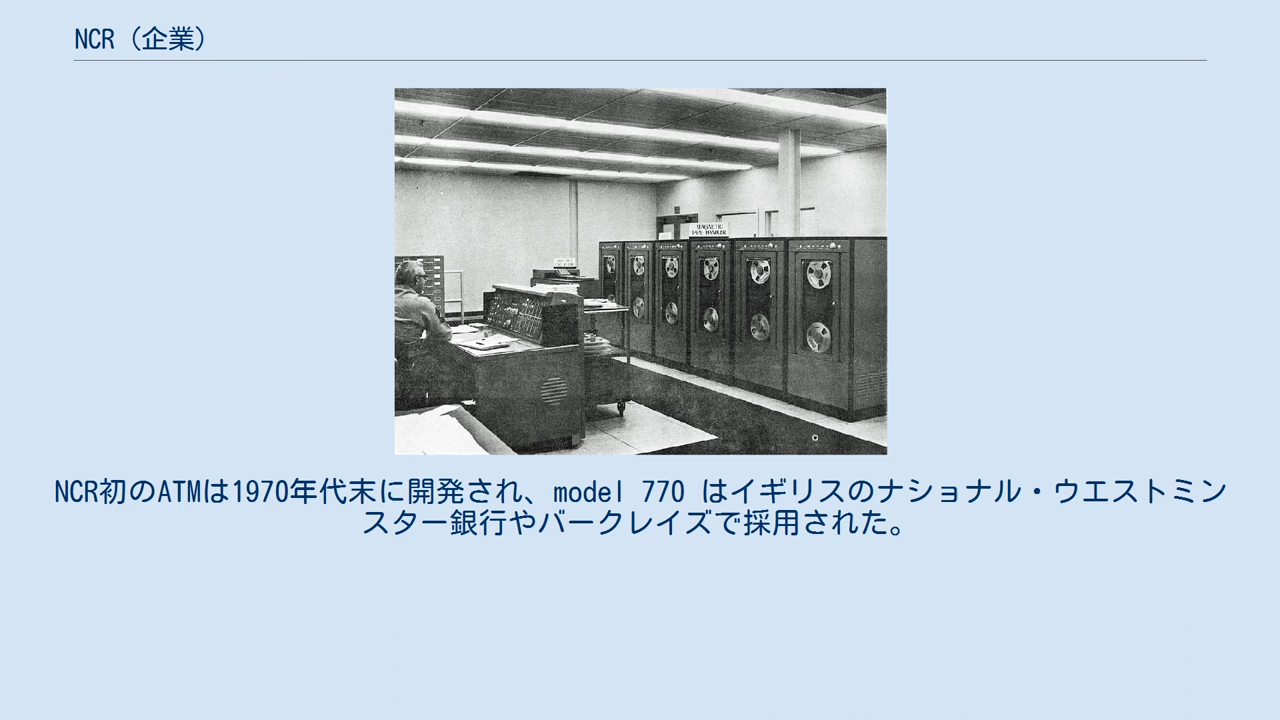 NCR（企業）
MAGNETIC
TAPE HANDLER
NCR初のATMは1970年代末に開発され、model 770 はイギリスのナショナル・ウエストミン
スター銀行やバークレイズで採用された。